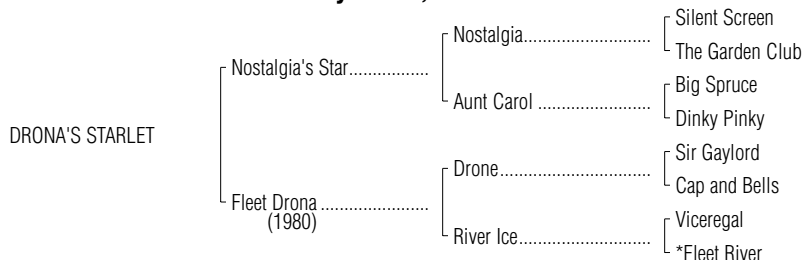 Silent Screen
Nostalgia.............................
The Garden Club
Nostalgia's Star.................
Big Spruce
Aunt Carol .........................
Dinky Pinky
DRONA'S STARLET
Sir Gaylord
Drone..................................
Cap and Bells
Fleet Drona .......................
(1980)
Viceregal
River Ice.............................
*Fleet River